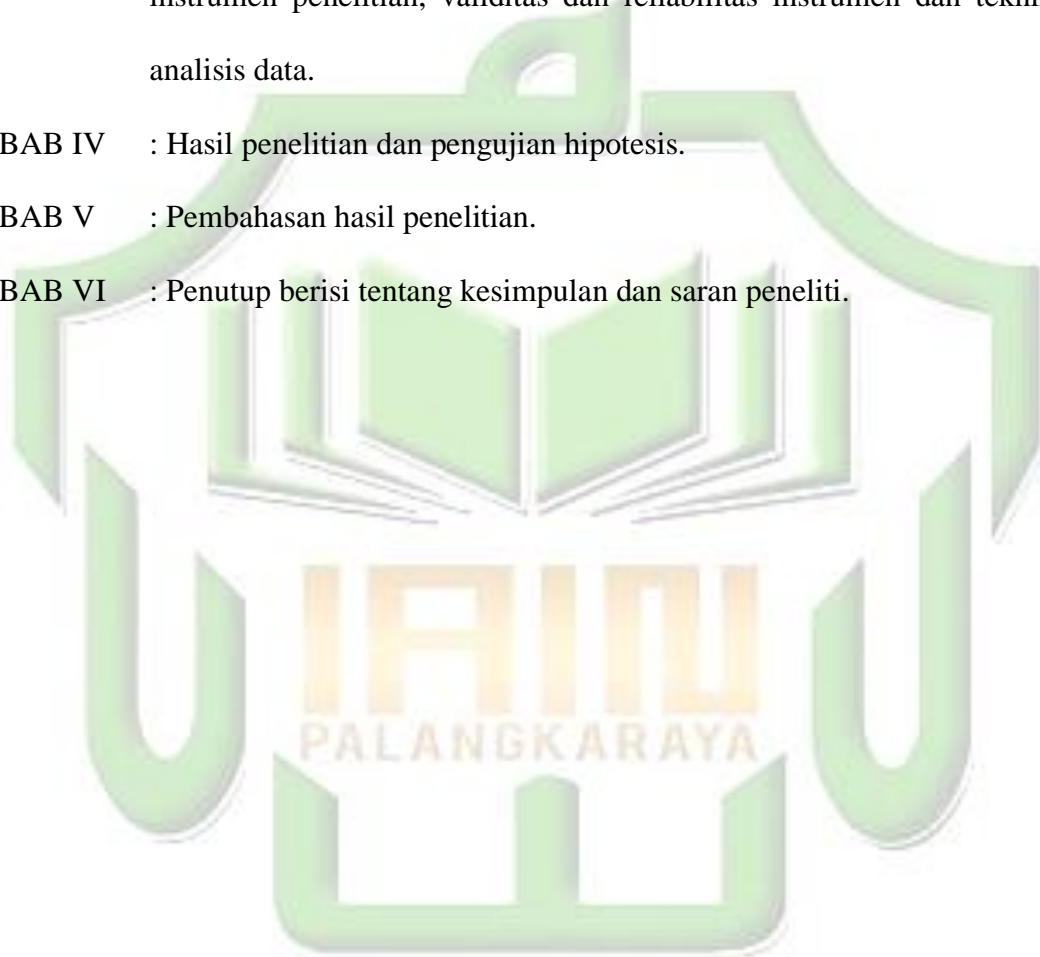 instrumen penelitian, validitas dan reliabilitas instrumen dan
analisis data.
BAB IV : Hasil penelitian dan pengujian hipotesis.
BAB V : Pembahasan hasil penelitian.
BAB VI : Penutup berisi tentang kesimpulan dan saran peneliti.
IAIN
PALANGKARAYA